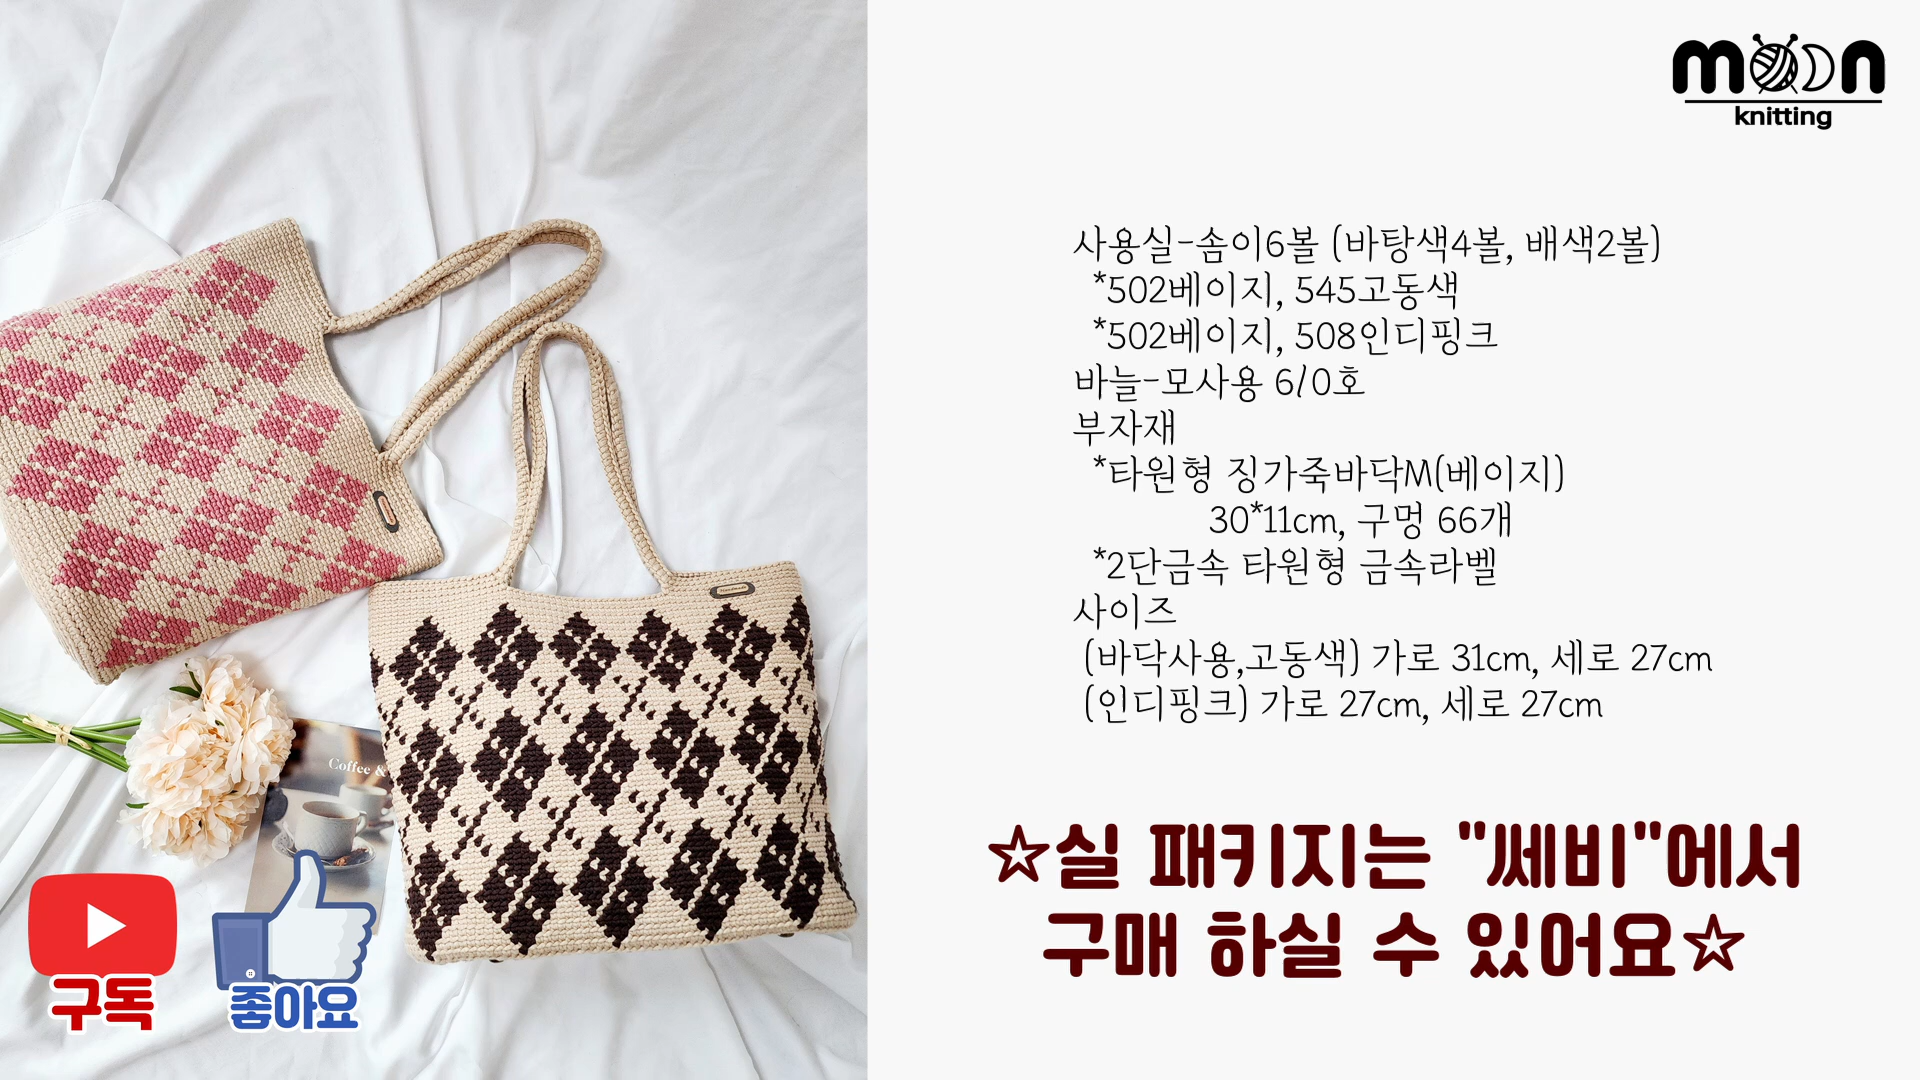 moon
knitting
사용실-솜이6볼 (바탕색4볼, 배색2볼)
*502베이지, 545고동색
*502베이지, 508인디핑크
바늘-모사용 6/0호
부자재
*타원형 징가죽바닥M(베이지)
30*11cm, 구멍 66개
*2단금속 타원형 금속라벨
사이즈
(바닥사용,고동색) 가로 31cm, 세로 27cm
(인디핑크) 가로 27cm, 세로 27cm
☆실 패키지는 "쎄비"에서
구매 하실 수 있어요☆
Coffee &
구독
좋아요